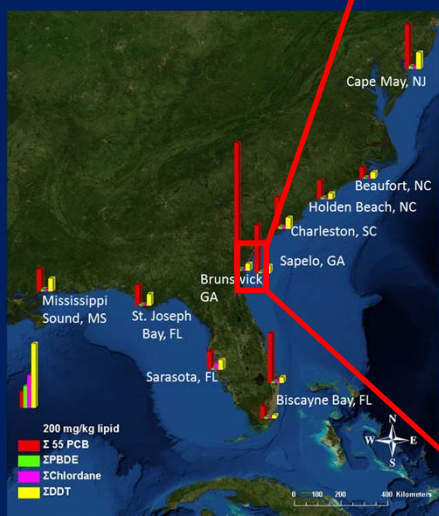 Cape May, NJ
Beaufort, NC
Holden Beach, NC
Charleston, SC
Sapelo, GA
Brunswick
GA
Mississippi
Sound, MS
St. Joseph
Bay, FL
Sarasota, FL
Biscayne Bay, FL
N
W
E
S
200 mg/kg lipid
Σ 55 PCB
ΣPBDE
ΣChlordane
ΣDDT
0 100 200 400 Kilometers